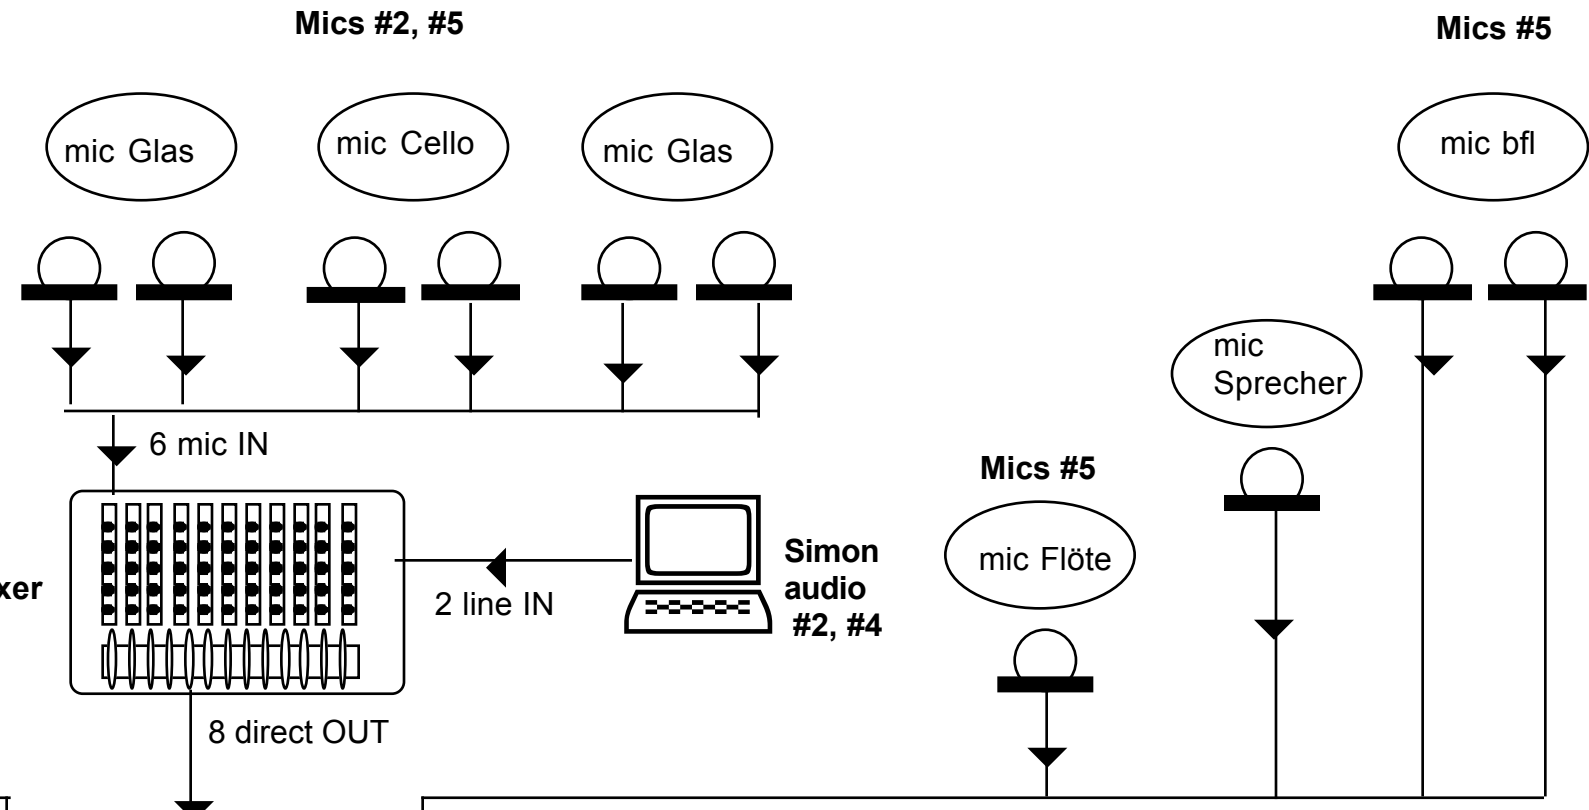 Mics #2, #5
Mics #5
mic Glas
mic Cello
mic Glas
mic bfl
mic
Sprecher
6 mic IN
Mics #5
mic Flöte
xer
2 line IN
Simon
audio
#2, #4
8 direct OUT